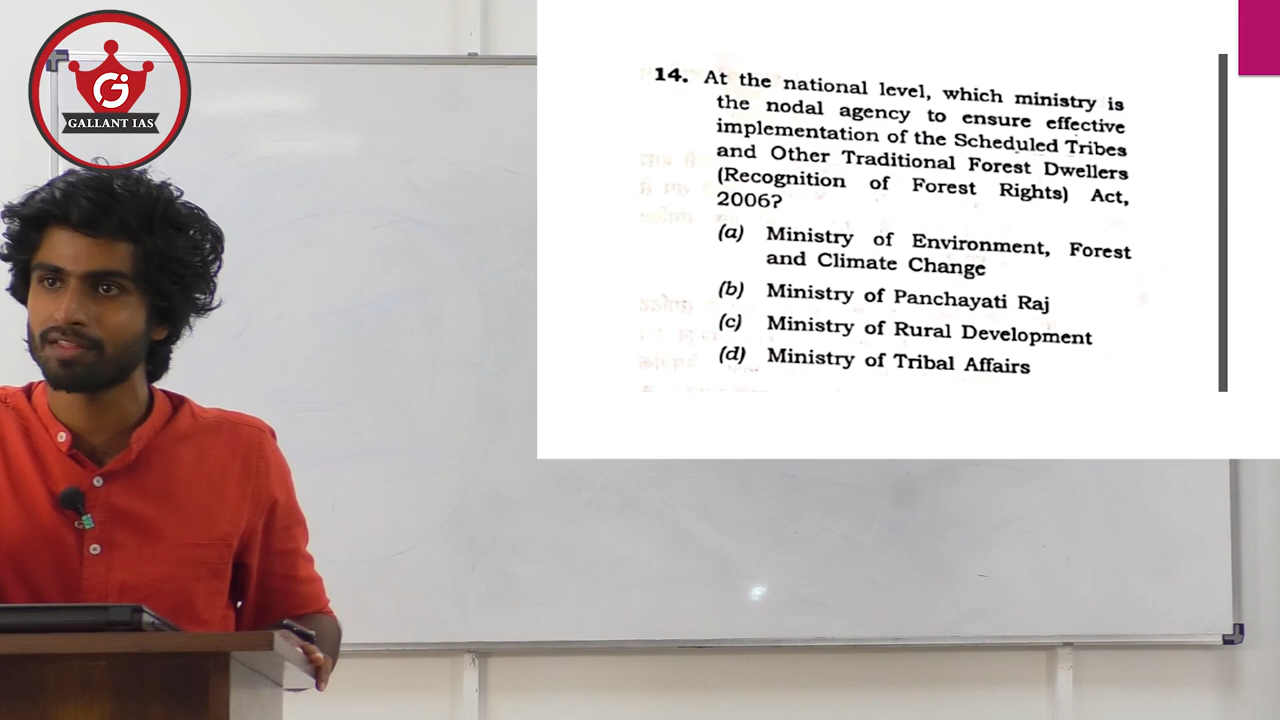 Gi
GALLANT IAS
14. At the national level, which ministry is
the nodal agency to ensure effective
implementation of the Scheduled Tribes
and Other Traditional Forest Dwellers
(Recognition of Forest Rights) Act,
2006?
(a) Ministry of Environment, Forest
and Climate Change
(b) Ministry of Panchayati Raj
(c) Ministry of Rural Development
(d) Ministry of Tribal Affairs